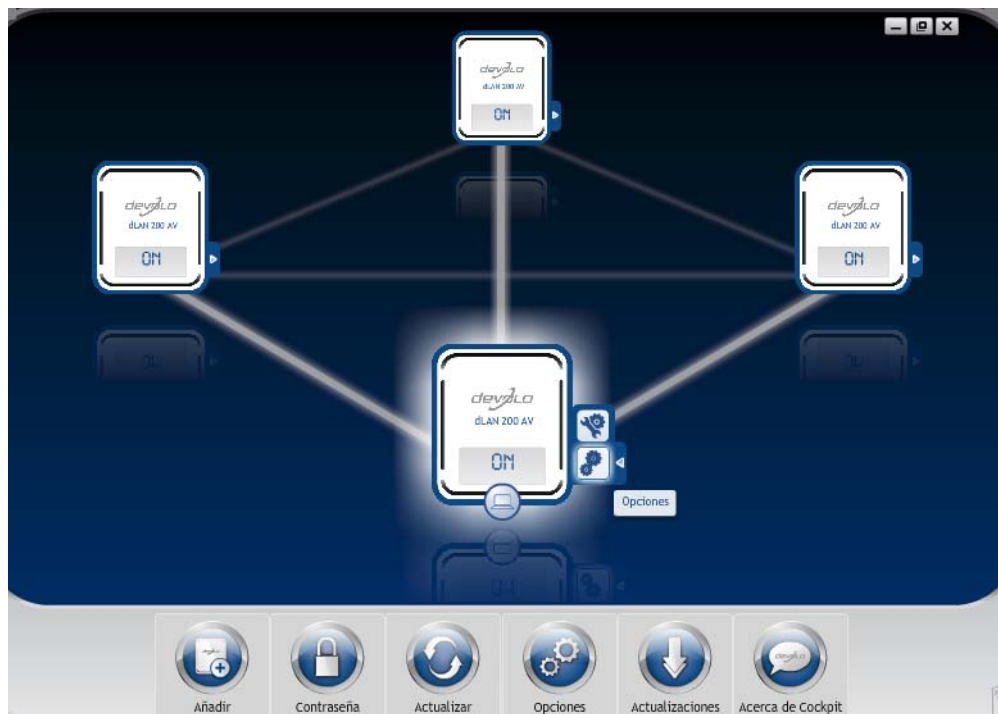 devolo
dLAN 200 AV
ON
devolo
dLAN 200 AV
ON
devolo
dLAN 200 AV
ON
devolo
dLAN 200 AV
ON
Opciones
Añadir
Contraseña
Actualizar
Opciones
Actualizaciones
devolo
Acerca de Cockpit